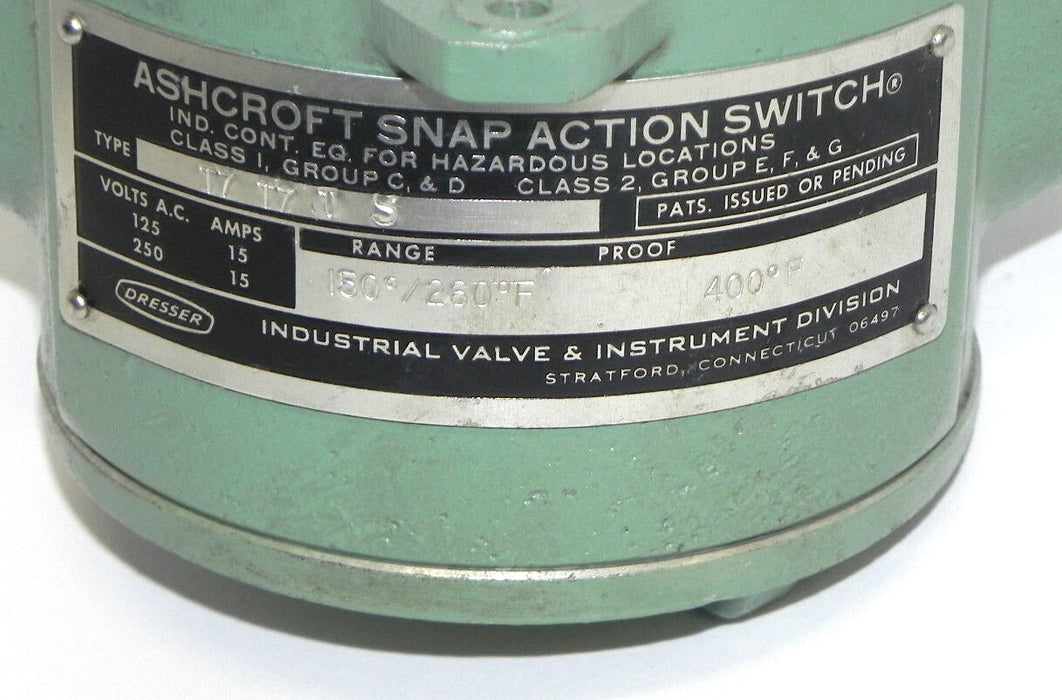 ASHCROFT SNAP ACTION SWITCH®
IND. CONT. EQ. FOR HAZARDOUS LOCATIONS
CLASS 1, GROUP C, & D CLASS 2, GROUP E, F, & G
TYPE T7 T7 T S
PATS. ISSUED OR PENDING
VOLTS A.C. AMPS
125 15
250 15
RANGE PROOF
150°/260°F 400°F
DRESSER
INDUSTRIAL VALVE & INSTRUMENT DIVISION
STRATFORD, CONNECTICUT 06497